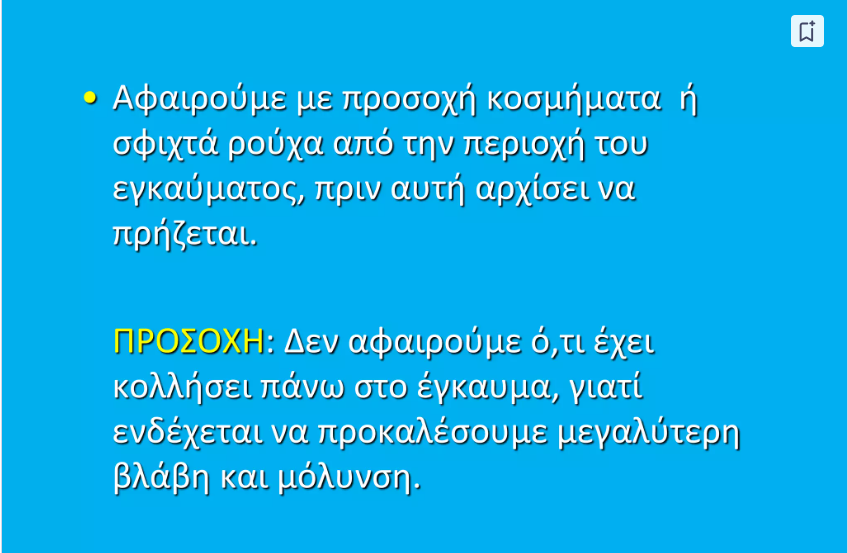 • Αφαιρούμε με προσοχή κοσμήματα ή
σφιχτά ρούχα από την περιοχή του
εγκαύματος, πριν αυτή αρχίσει να
πρήζεται.
ΠΡΟΣΟΧΗ: Δεν αφαιρούμε ό,τι έχει
κολλήσει πάνω στο έγκαυμα, γιατί
ενδέχεται να προκαλέσουμε μεγαλύτερη
βλάβη και μόλυνση.